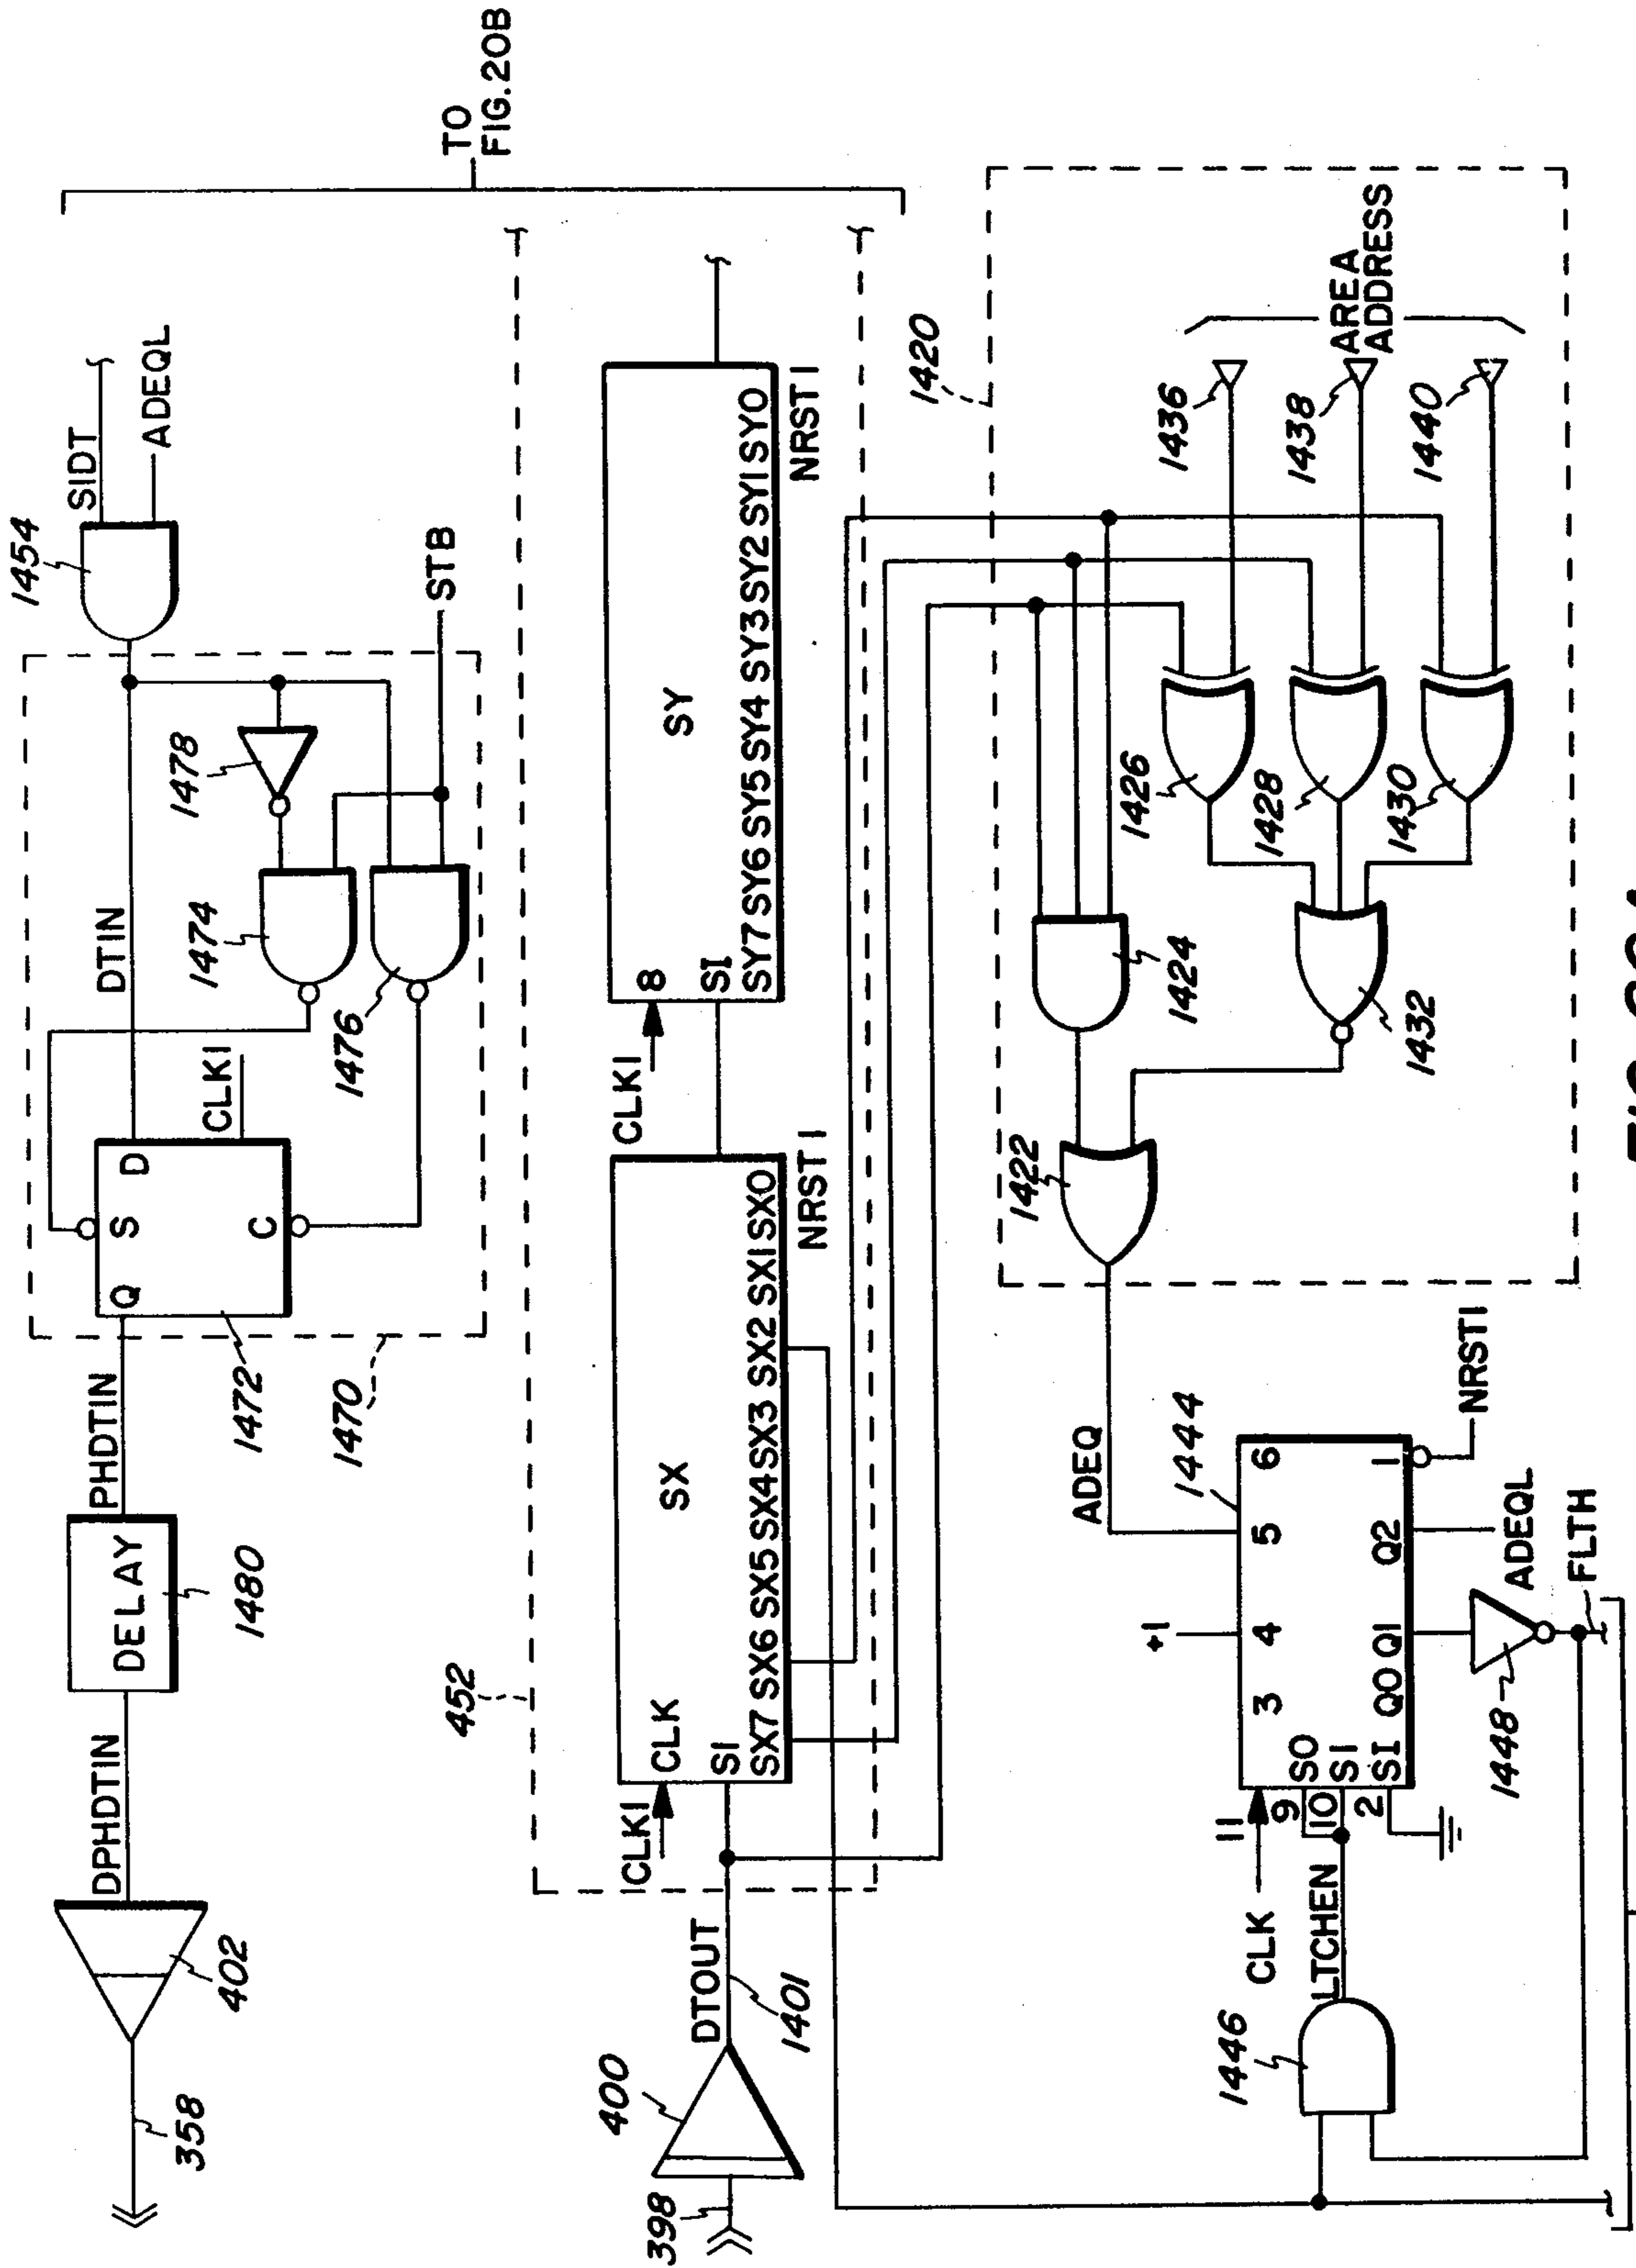 358
402
DPHDTIN
DELAY
1480
PHDTIN
Q
S
D
C
CLK1
1472
1470
DTIN
1474
1476
1478
STB
1454
SIDT
ADEQL
TO
FIG.20B
398
400
DTOUT
1401
452
CLK1
CLK
SI
SX
SX7 SX6 SX5 SX4 SX3 SX2 SX1 SX0
NRST1
CLK1
8
SI
SY
SY7 SY6 SY5 SY4 SY3 SY2 SY1 SY0
NRST1
1420
1422
1424
1426
1428
1430
1432
1436
1438
1440
AREA
ADDRESS
ADEQ
1444
+1
3 4 5 6
11
CLK
9 S0
10 S1
2 SI
Q0 Q1 Q2 1
NRST1
LTCHEN
1446
1448
ADEQL
FLTH